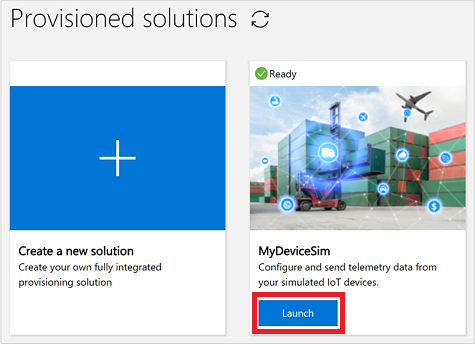 Provisioned solutions
Ready
Create a new solution
Create your own fully integrated
provisioning solution
MyDeviceSim
Configure and send telemetry data from
your simulated IoT devices.
Launch